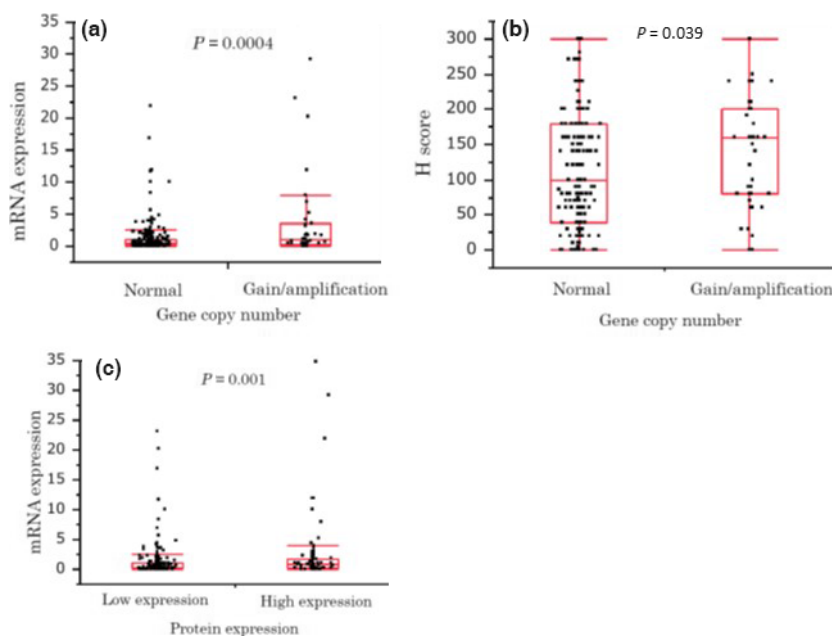 (a)
P = 0.0004
mRNA expression
35
30
25
20
15
10
5
0
Normal
Gain/amplification
Gene copy number
(b)
P = 0.039
H score
300
250
200
150
100
50
0
Normal
Gain/amplification
Gene copy number
(c)
P = 0.001
mRNA expression
35
30
25
20
15
10
5
0
Low expression
High expression
Protein expression